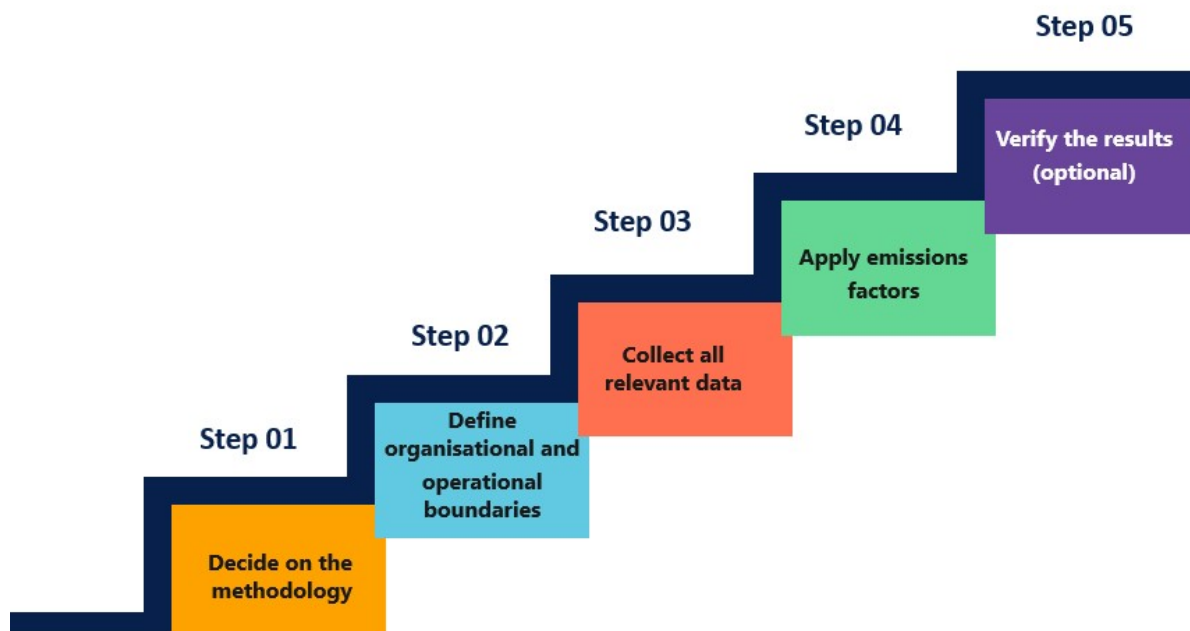 Step 01
Decide on the
methodology
Step 02
Define
organisational and
operational
boundaries
Step 03
Collect all
relevant data
Step 04
Apply emissions
factors
Step 05
Verify the results
(optional)